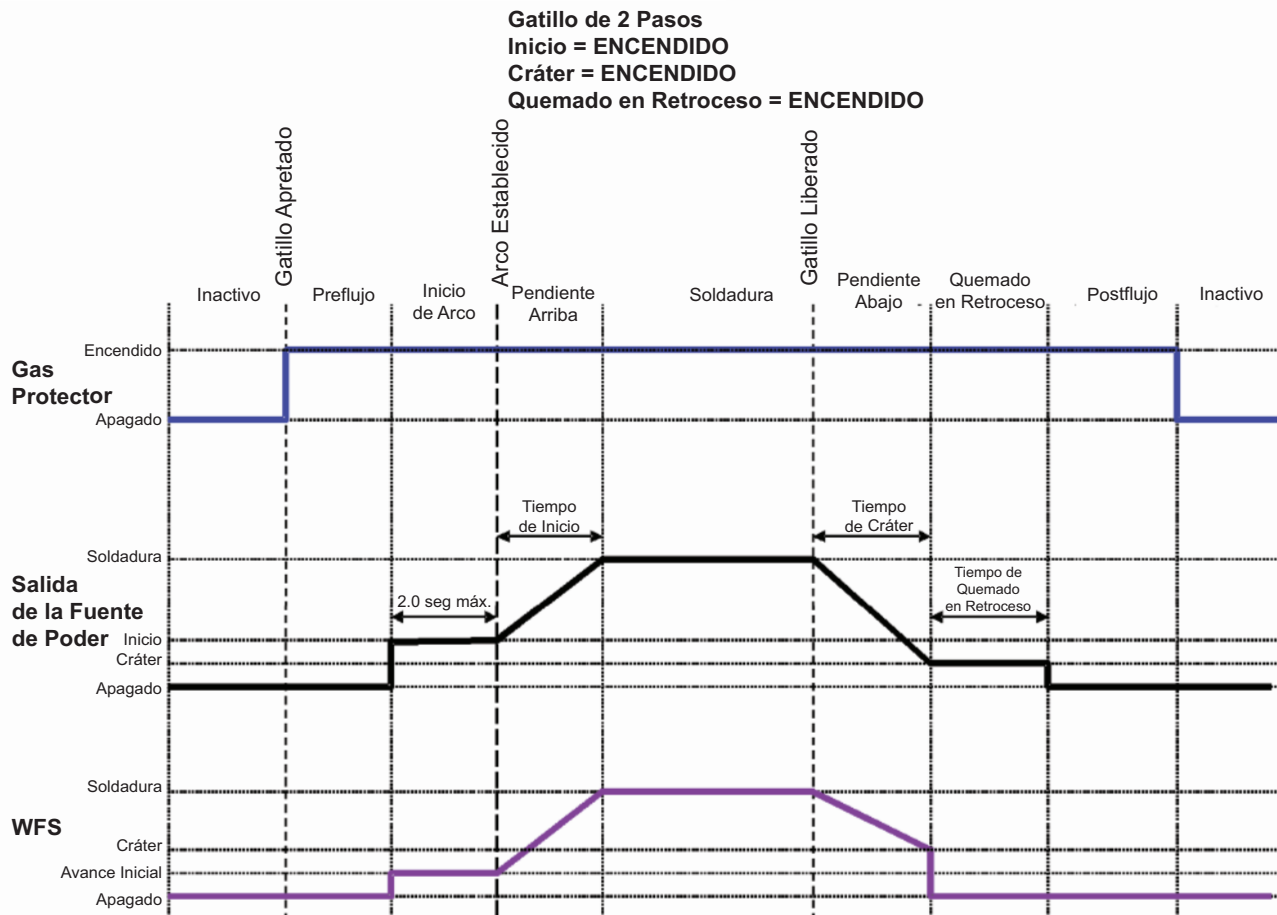 Gatillo de 2 Pasos
Inicio = ENCENDIDO
Cráter = ENCENDIDO
Quemado en Retroceso = ENCENDIDO
Gatillo Apretado
Arco Establecido
Gatillo Liberado
Inactivo
Preflujo
Inicio
de Arco
Pendiente
Arriba
Soldadura
Pendiente
Abajo
Quemado
en Retroceso
Postflujo
Inactivo
Gas
Protector
Encendido
Apagado
Salida
de la Fuente
de Poder
Soldadura
Inicio
Cráter
Apagado
2.0 seg máx.
Tiempo
de Inicio
Tiempo
de Cráter
Tiempo de
Quemado
en Retroceso
WFS
Soldadura
Cráter
Avance Inicial
Apagado